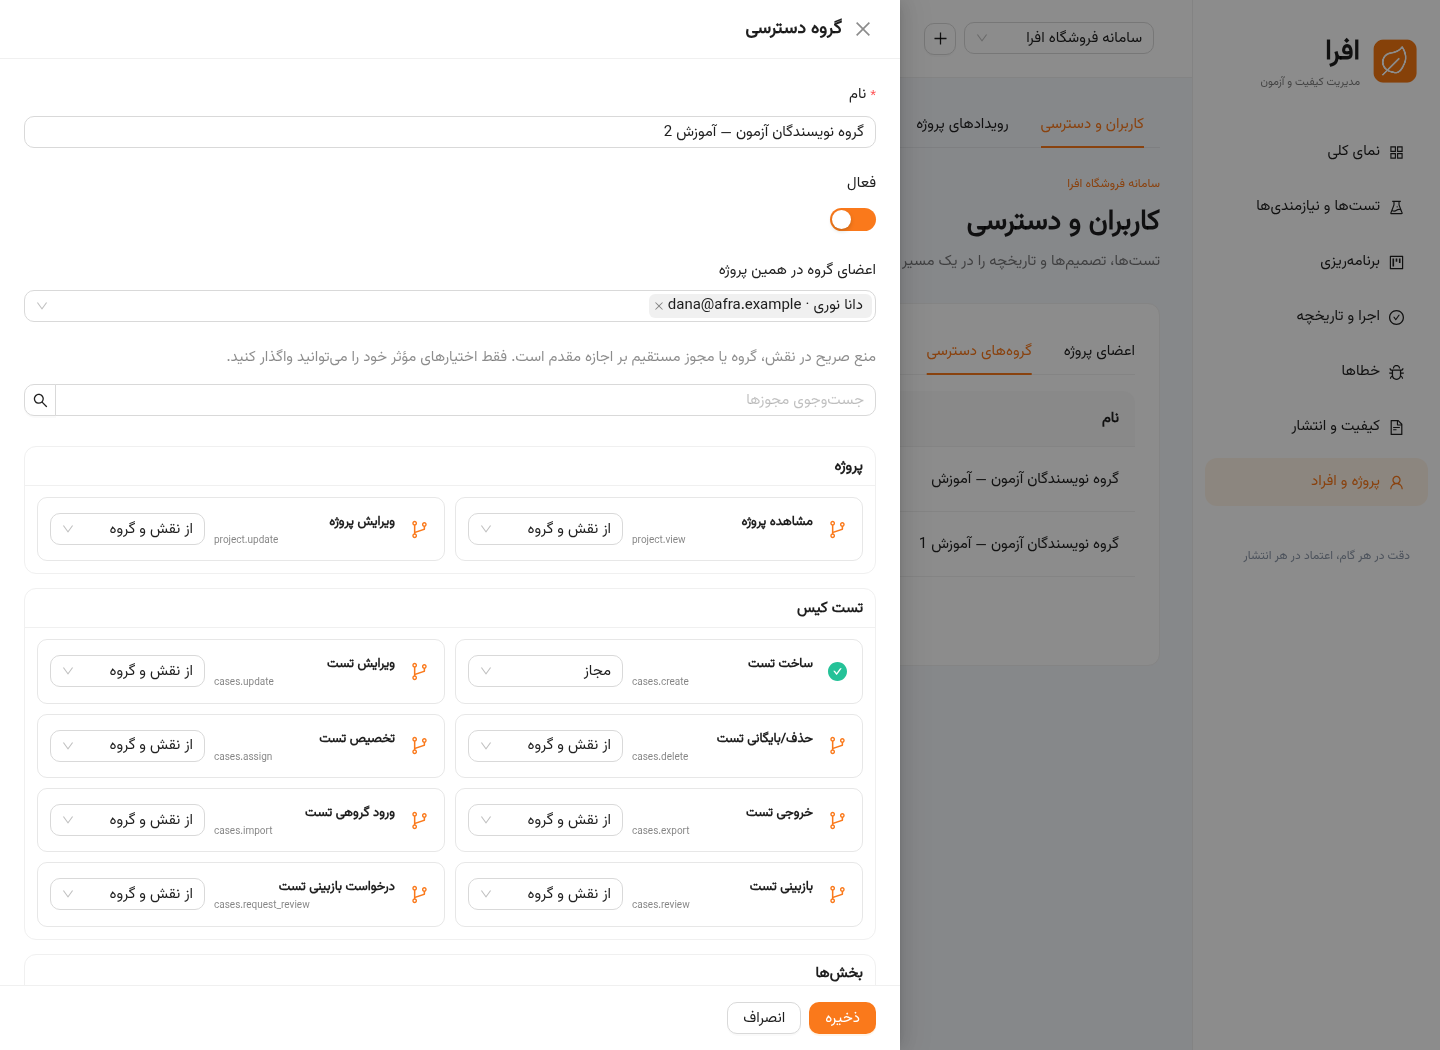 افرا
مدیریت کیفیت و آزمون
نمای کلی
تست‌ها و نیازمندی‌ها
برنامه‌ریزی
اجرا و تاریخچه
خطاها
کیفیت و انتشار
پروژه و افراد
دقت در هر گام، اعتماد در هر انتشار
سامانه فروشگاه افرا
کاربران و دسترسی
رویدادهای پروژه
سامانه فروشگاه افرا
کاربران و دسترسی
تست‌ها، تصمیم‌ها و تاریخچه را در یک مسیر
اعضای پروژه
گروه‌های دسترسی
نام
گروه نویسندگان آزمون — آموزش
گروه نویسندگان آزمون — آموزش 1
گروه دسترسی
* نام
گروه نویسندگان آزمون — آموزش 2
فعال
اعضای گروه در همین پروژه
دانا نوری · dana@afra.example
منع صریح در نقش، گروه یا مجوز مستقیم بر اجازه مقدم است. فقط اختیارهای مؤثر خود را می‌توانید واگذار کنید.
جست‌وجوی مجوزها
پروژه
مشاهده پروژه
project.view
از نقش و گروه
ویرایش پروژه
project.update
از نقش و گروه
تست کیس
ساخت تست
cases.create
مجاز
ویرایش تست
cases.update
از نقش و گروه
حذف/بایگانی تست
cases.delete
از نقش و گروه
تخصیص تست
cases.assign
از نقش و گروه
خروجی تست
cases.export
از نقش و گروه
ورود گروهی تست
cases.import
از نقش و گروه
بازبینی تست
cases.review
از نقش و گروه
درخواست بازبینی تست
cases.request_review
از نقش و گروه
بخش‌ها
ذخیره
انصراف